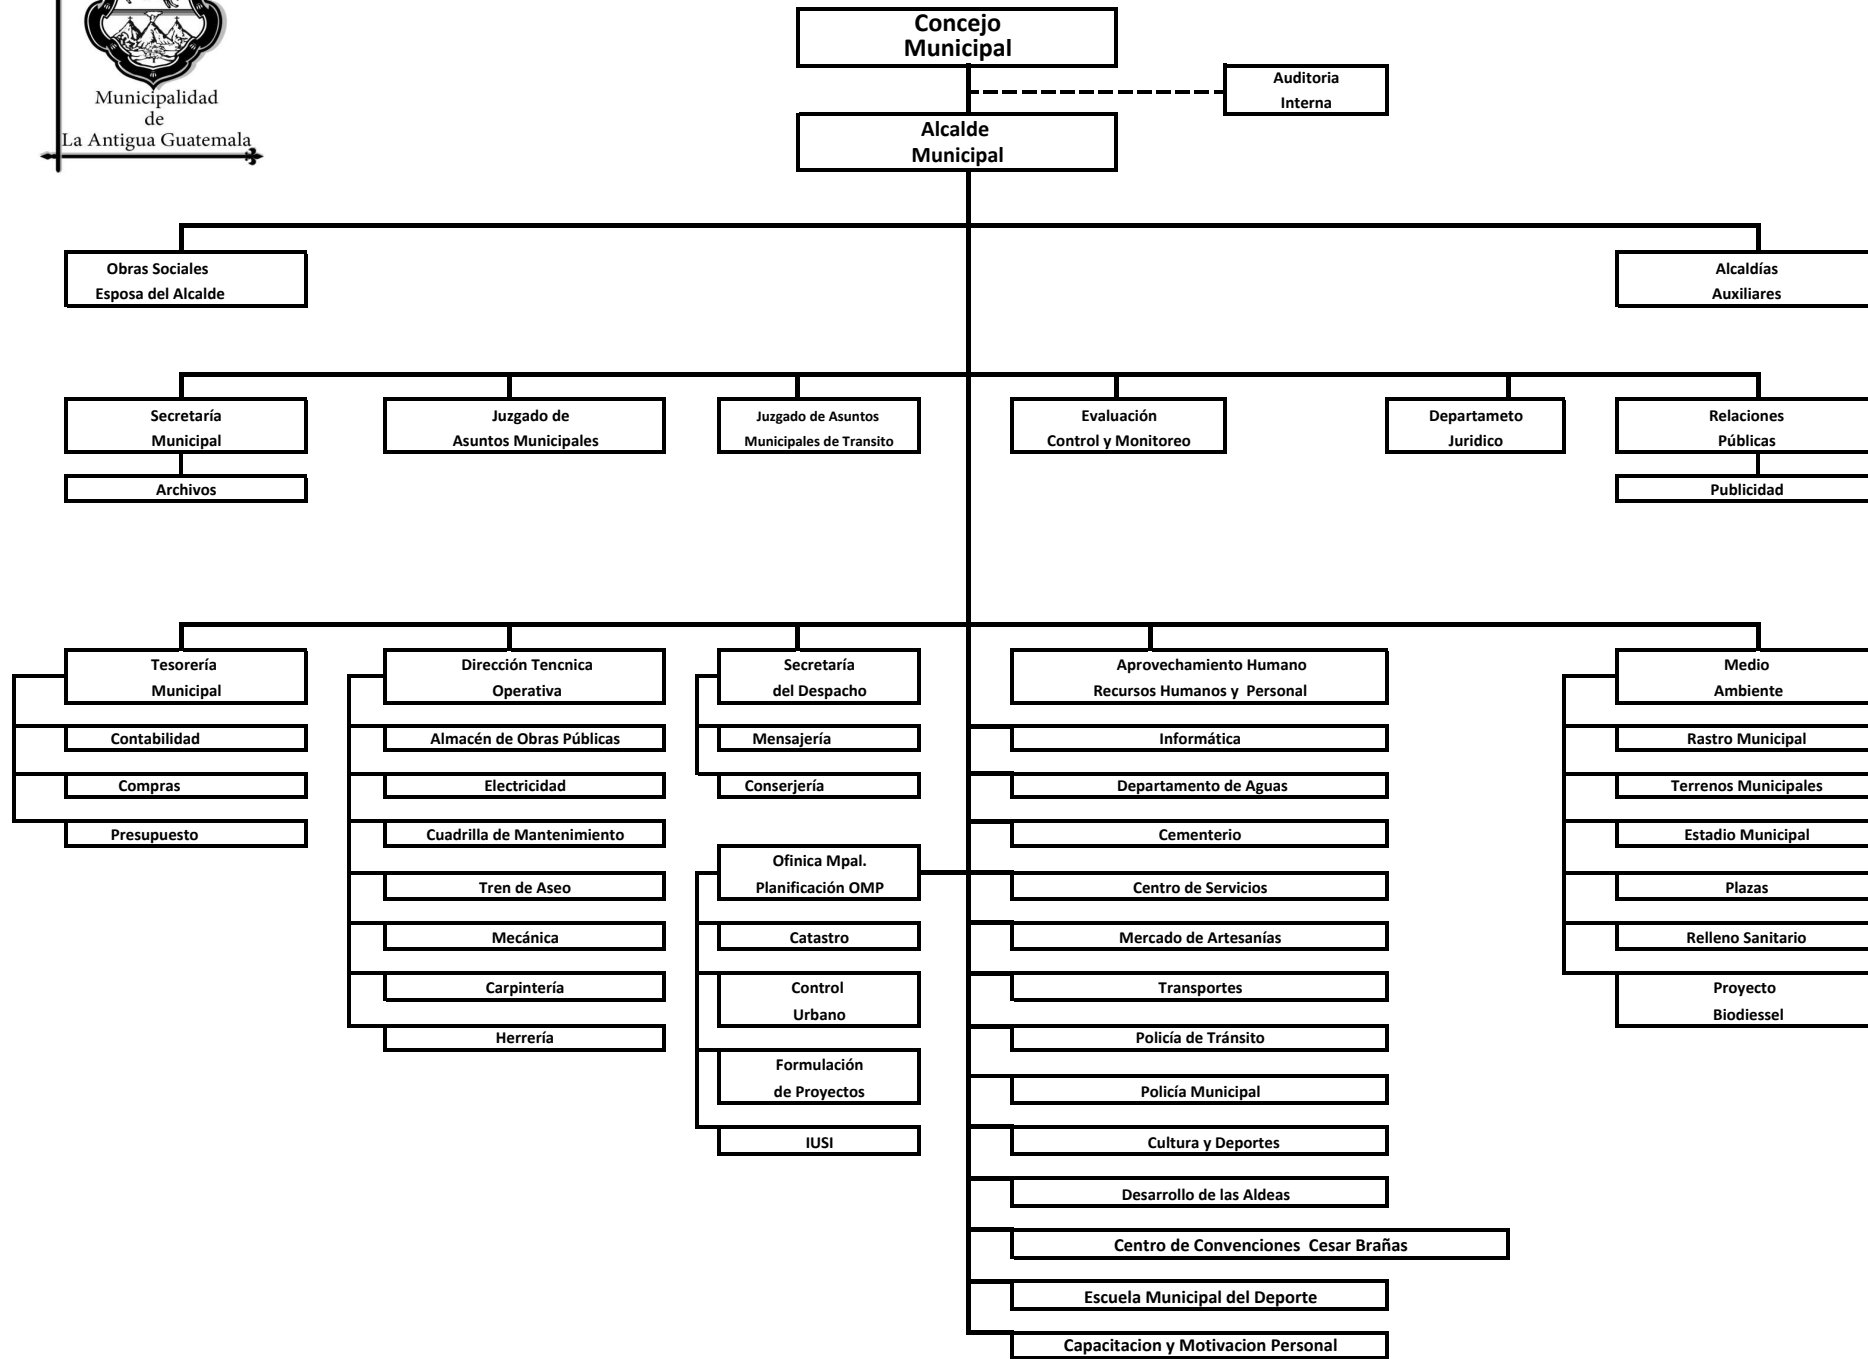 Municipalidad
de
La Antigua Guatemala
Concejo
Municipal
Auditoria
Interna
Alcalde
Municipal
Obras Sociales
Esposa del Alcalde
Alcaldías
Auxiliares
Secretaría
Municipal
Archivos
Juzgado de
Asuntos Municipales
Juzgado de Asuntos
Municipales de Transito
Evaluación
Control y Monitoreo
Departameto
Juridico
Relaciones
Públicas
Publicidad
Tesorería
Municipal
Contabilidad
Compras
Presupuesto
Dirección Tencnica
Operativa
Almacén de Obras Públicas
Electricidad
Cuadrilla de Mantenimiento
Tren de Aseo
Mecánica
Carpintería
Herrería
Secretaría
del Despacho
Mensajería
Conserjería
Ofinica Mpal.
Planificación OMP
Catastro
Control
Urbano
Formulación
de Proyectos
IUSI
Aprovechamiento Humano
Recursos Humanos y Personal
Informática
Departamento de Aguas
Cementerio
Centro de Servicios
Mercado de Artesanías
Transportes
Policía de Tránsito
Policía Municipal
Cultura y Deportes
Desarrollo de las Aldeas
Centro de Convenciones Cesar Brañas
Escuela Municipal del Deporte
Capacitacion y Motivacion Personal
Medio
Ambiente
Rastro Municipal
Terrenos Municipales
Estadio Municipal
Plazas
Relleno Sanitario
Proyecto
Biodiessel